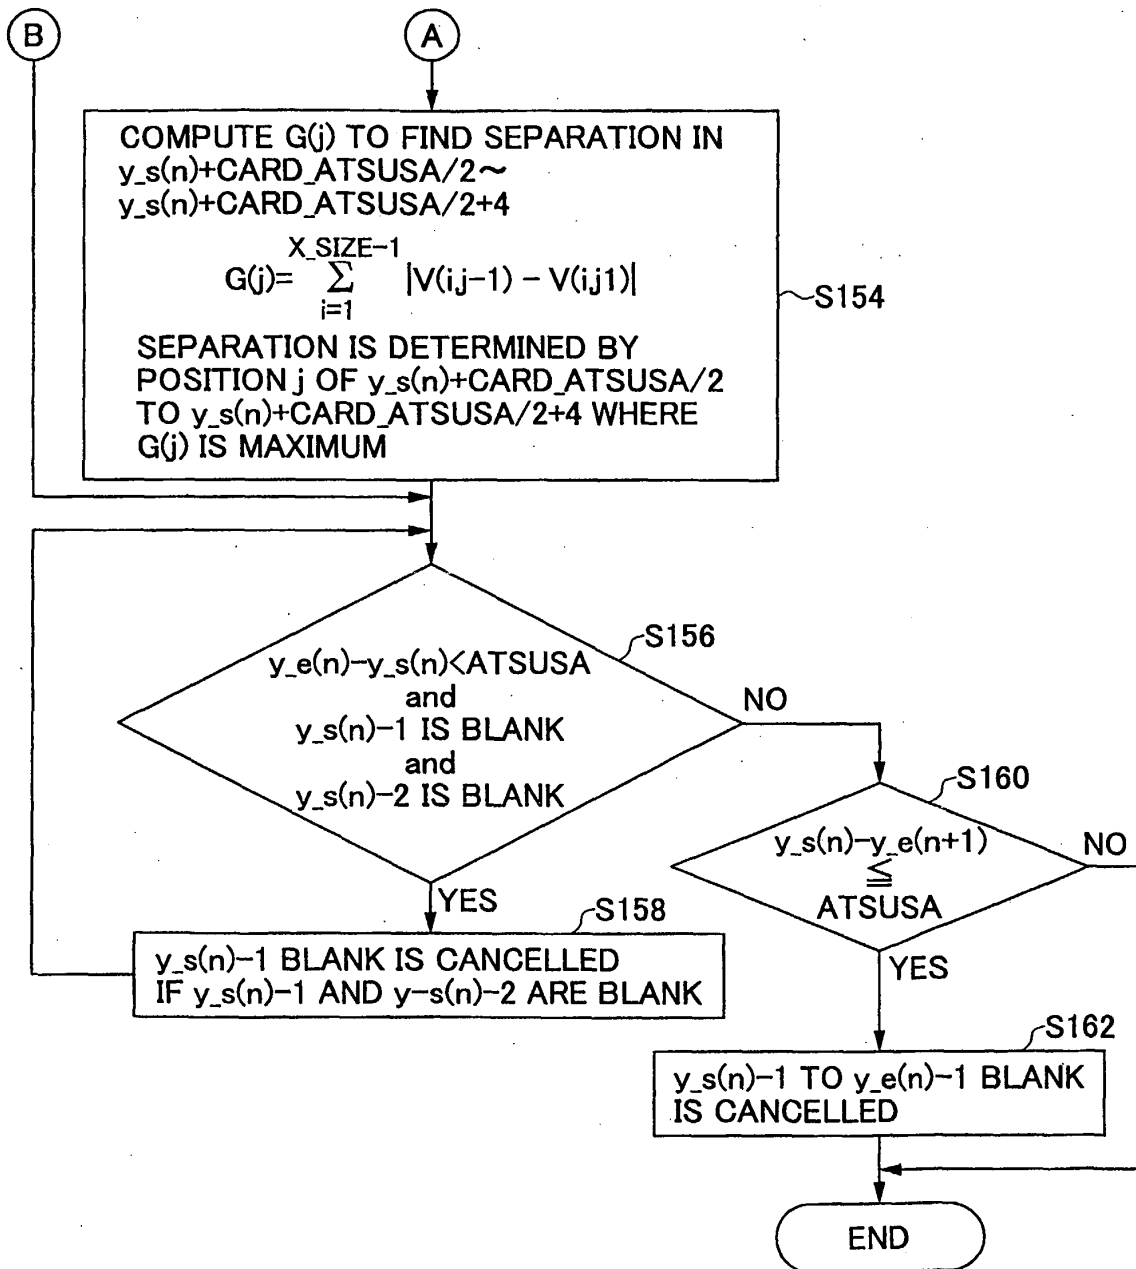 B
A
COMPUTE G(j) TO FIND SEPARATION IN
y_s(n)+CARD_ATSUSA/2~
y_s(n)+CARD_ATSUSA/2+4
X_SIZE-1
G(j)= Σ |V(i,j-1) - V(i,j1)|
i=1
SEPARATION IS DETERMINED BY
POSITION j OF y_s(n)+CARD_ATSUSA/2
TO y_s(n)+CARD_ATSUSA/2+4 WHERE
G(j) IS MAXIMUM
S154
S156
y_e(n)-y_s(n)<ATSUSA
and
y_s(n)-1 IS BLANK
and
y_s(n)-2 IS BLANK
NO
YES
S158
y_s(n)-1 BLANK IS CANCELLED
IF y_s(n)-1 AND y-s(n)-2 ARE BLANK
S160
y_s(n)-y_e(n+1)
≦
ATSUSA
NO
YES
S162
y_s(n)-1 TO y_e(n)-1 BLANK
IS CANCELLED
END